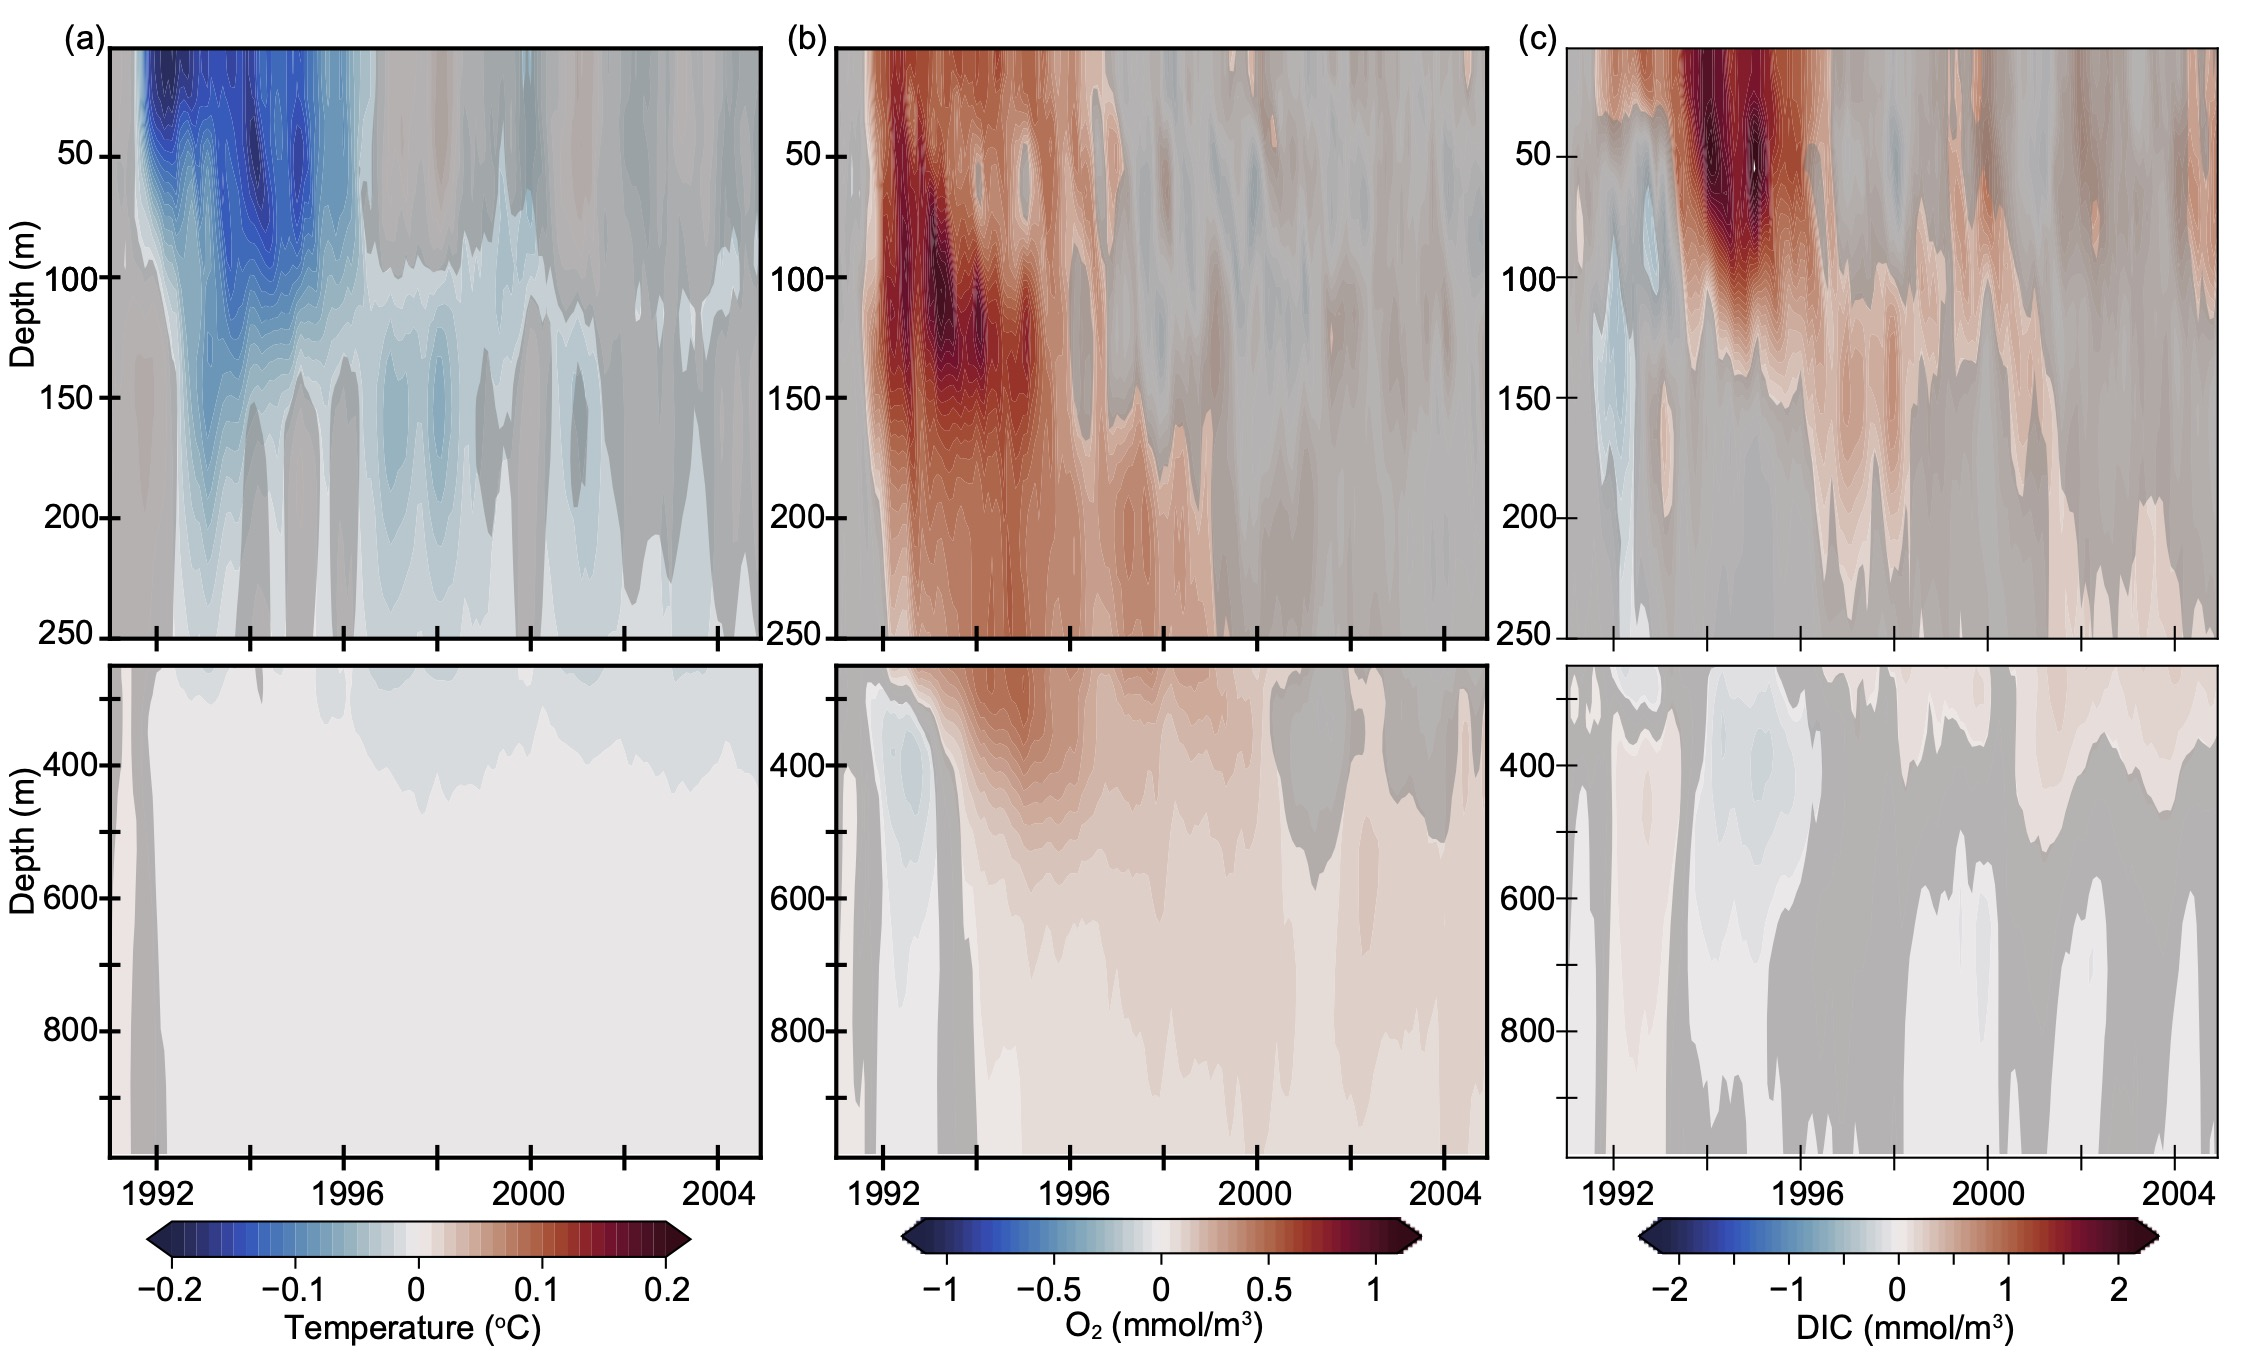 (a) (b) (c)
Depth (m)
50 50 50
100 100 100
150 150 150
200 200 200
250 250 250
Depth (m)
400 400 400
600 600 600
800 800 800
1992 1996 2000 2004 1992 1996 2000 2004 1992 1996 2000 2004
−0.2 −0.1 0 0.1 0.2 −1 −0.5 0 0.5 1 −2 −1 0 1 2
Temperature (°C) O₂ (mmol/m³) DIC (mmol/m³)